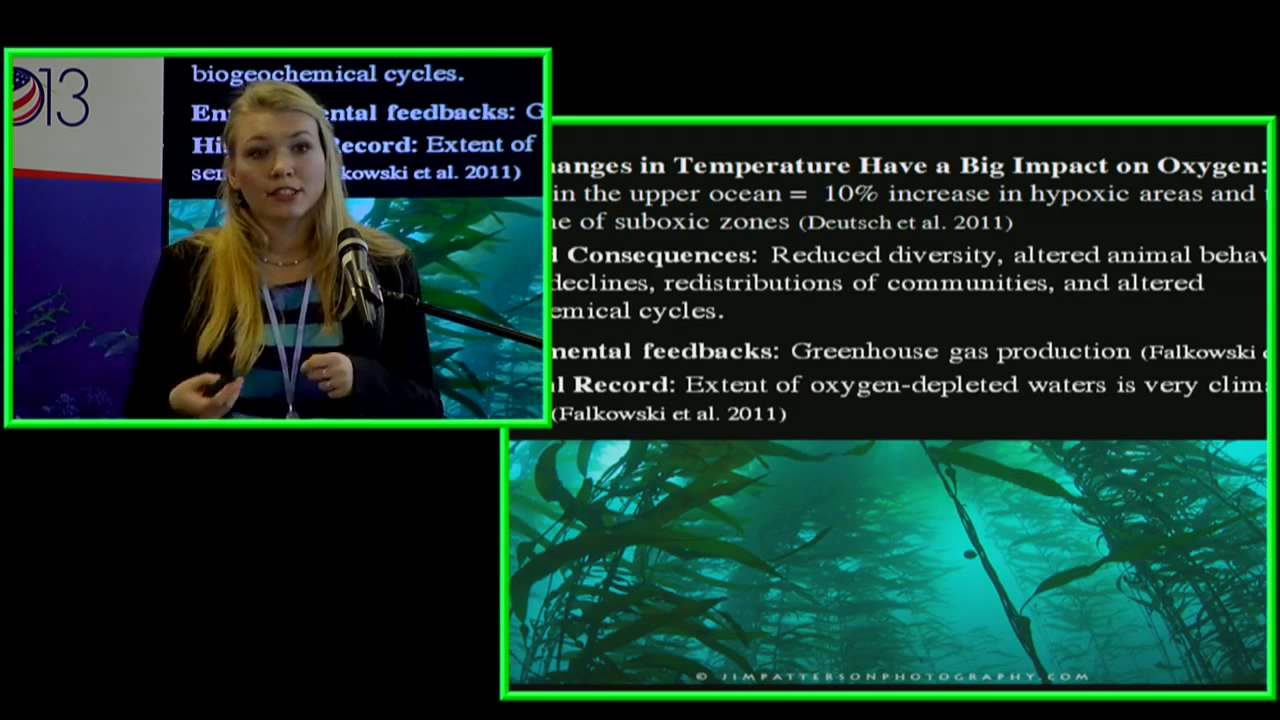 13
biogeochemical cycles.
ental feedbacks: G
Record: Extent of
kowski et al. 2011)
anges in Temperature Have a Big Impact on Oxygen:
in the upper ocean = 10% increase in hypoxic areas and
e of suboxic zones (Deutsch et al. 2011)
Consequences: Reduced diversity, altered animal behav
declines, redistributions of communities, and altered
emical cycles.
mental feedbacks: Greenhouse gas production (Falkowski
l Record: Extent of oxygen-depleted waters is very clim
(Falkowski et al. 2011)
© JIMPATTERSONPHOTOGRAPHY.COM